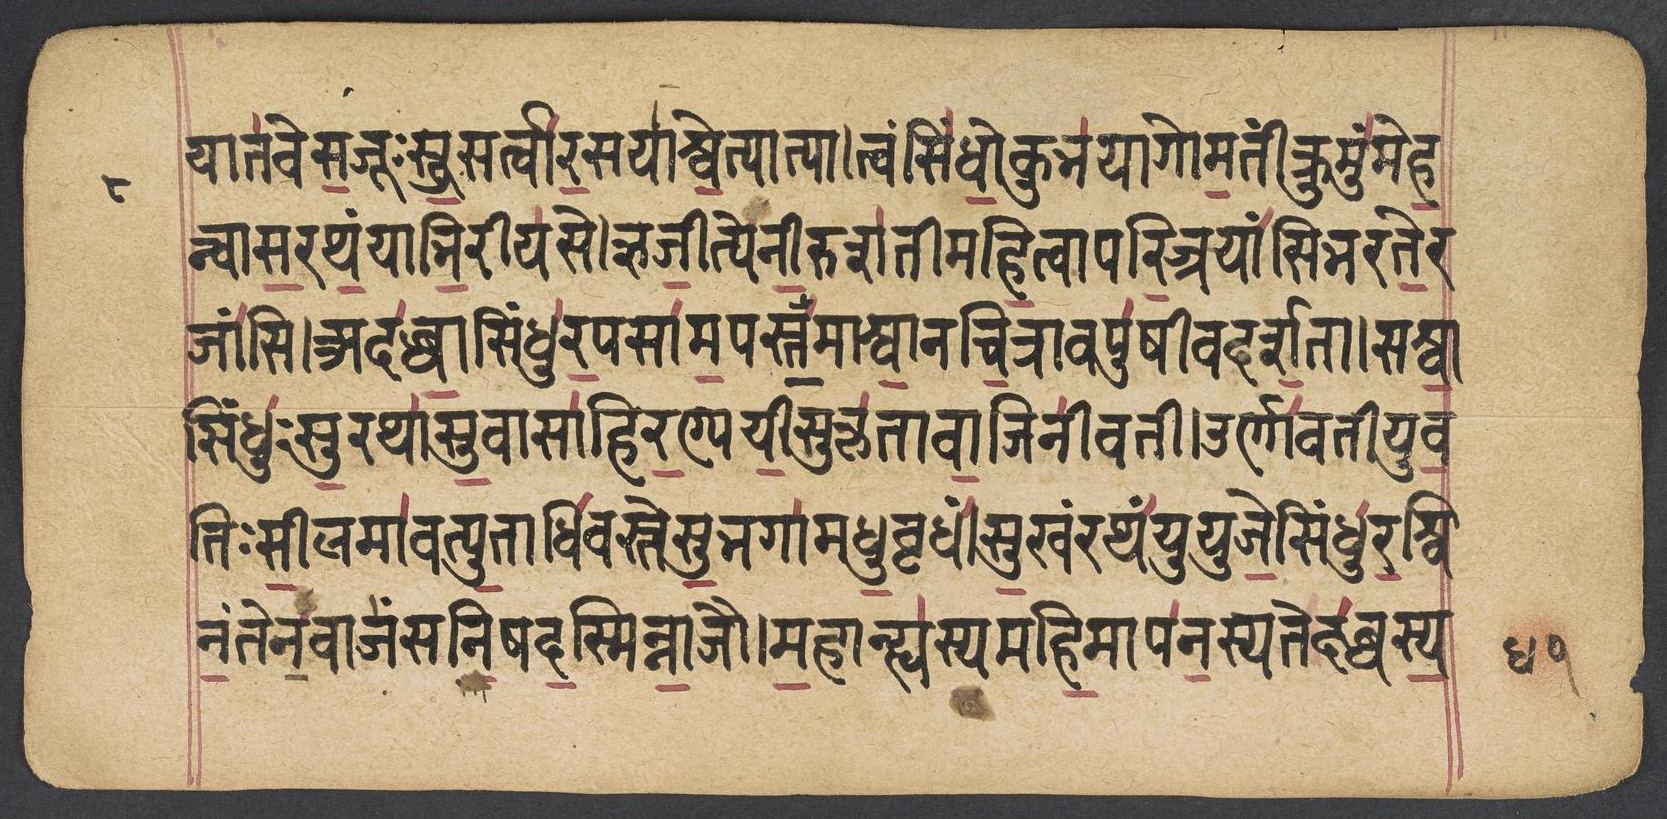 यातवे सजूः सुसर्त्वा रसया श्वेत्या त्या । त्वं सिंधो कुभया गोमतीं क्रुमुं मेह
त्न्वा सरथं याभिरीयसे । ऋजीत्येनी रुशती महित्वा परि ज्रयांसि भरते र
जांसि । अदब्धा सिंधुरपसामपस्तमाश्वा न चित्रा वपुषीव दर्शता । स्वश्वा
सिंधुः सुरथा सुवासा हिरण्ययी सुकृता वाजिनीवती । ऊर्णावती युव
तिः सीलमावत्युताधि वस्ते सुभगा मधुवृधं । सुखं रथं युयुजे सिंधुरश्वि
नं तेन वाजं सनिषदस्मिन्नाजौ । महान्ह्यस्य महिमा पनस्यतेदब्धस्य
८